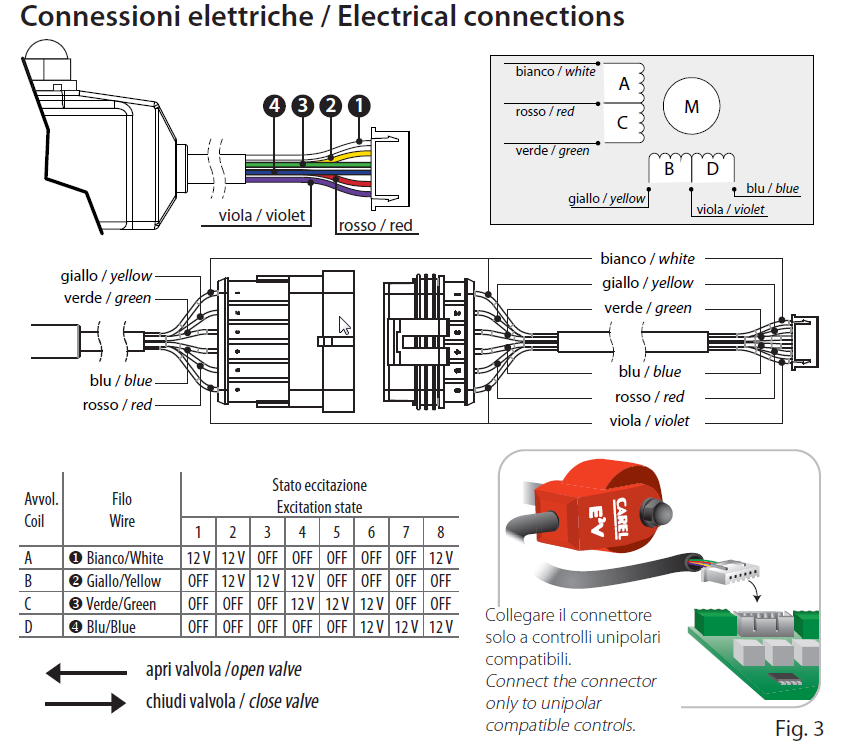 Connessioni elettriche / Electrical connections
4 3 2 1
viola / violet
rosso / red
bianco / white
A
rosso / red
M
C
verde / green
B D
giallo / yellow
blu / blue
viola / violet
giallo / yellow
verde / green
blu / blue
rosso / red
bianco / white
giallo / yellow
verde / green
blu / blue
rosso / red
viola / violet
Avvol.
Coil
Filo
Wire
Stato eccitazione
Excitation state
1 2 3 4 5 6 7 8
A 1 Bianco/White 12 V 12 V OFF OFF OFF OFF OFF 12 V
B 2 Giallo/Yellow OFF 12 V 12 V 12 V OFF OFF OFF OFF
C 3 Verde/Green OFF OFF OFF 12 V 12 V 12 V OFF OFF
D 4 Blu/Blue OFF OFF OFF OFF OFF 12 V 12 V 12 V
apri valvola /open valve
chiudi valvola / close valve
CAREL
E²V
Collegare il connettore
solo a controlli unipolari
compatibili.
Connect the connector
only to unipolar
compatible controls.
Fig. 3